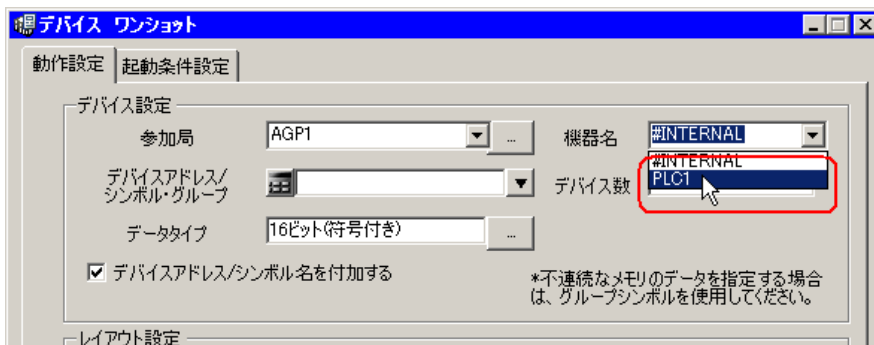 デバイス ワンショット
動作設定 起動条件設定
デバイス設定
参加局 AGP1 ... 機器名 #INTERNAL
#INTERNAL
デバイスアドレス/
シンボル・グループ デバイス数 PLC1
データタイプ 16ビット(符号付き) ...
デバイスアドレス/シンボル名を付加する
*不連続なメモリのデータを指定する場合
は、グループシンボルを使用してください。
レイアウト設定